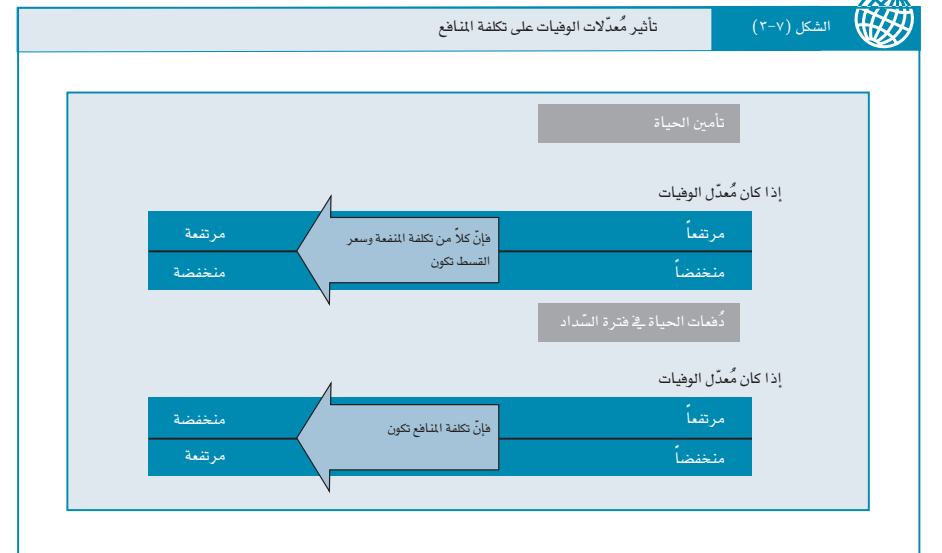 الشكل (٧-٣)
تأثير مُعدّلات الوفيات على تكلفة المنافع
تأمين الحياة
إذا كان مُعدّل الوفيات
مرتفعاً
فإنّ كلاً من تكلفة المنفعة وسعر
القسط تكون
مرتفعة
منخفضاً
منخفضة
دُفعات الحياة في فترة السّداد
إذا كان مُعدّل الوفيات
مرتفعاً
فإنّ تكلفة المنافع تكون
منخفضة
منخفضاً
مرتفعة